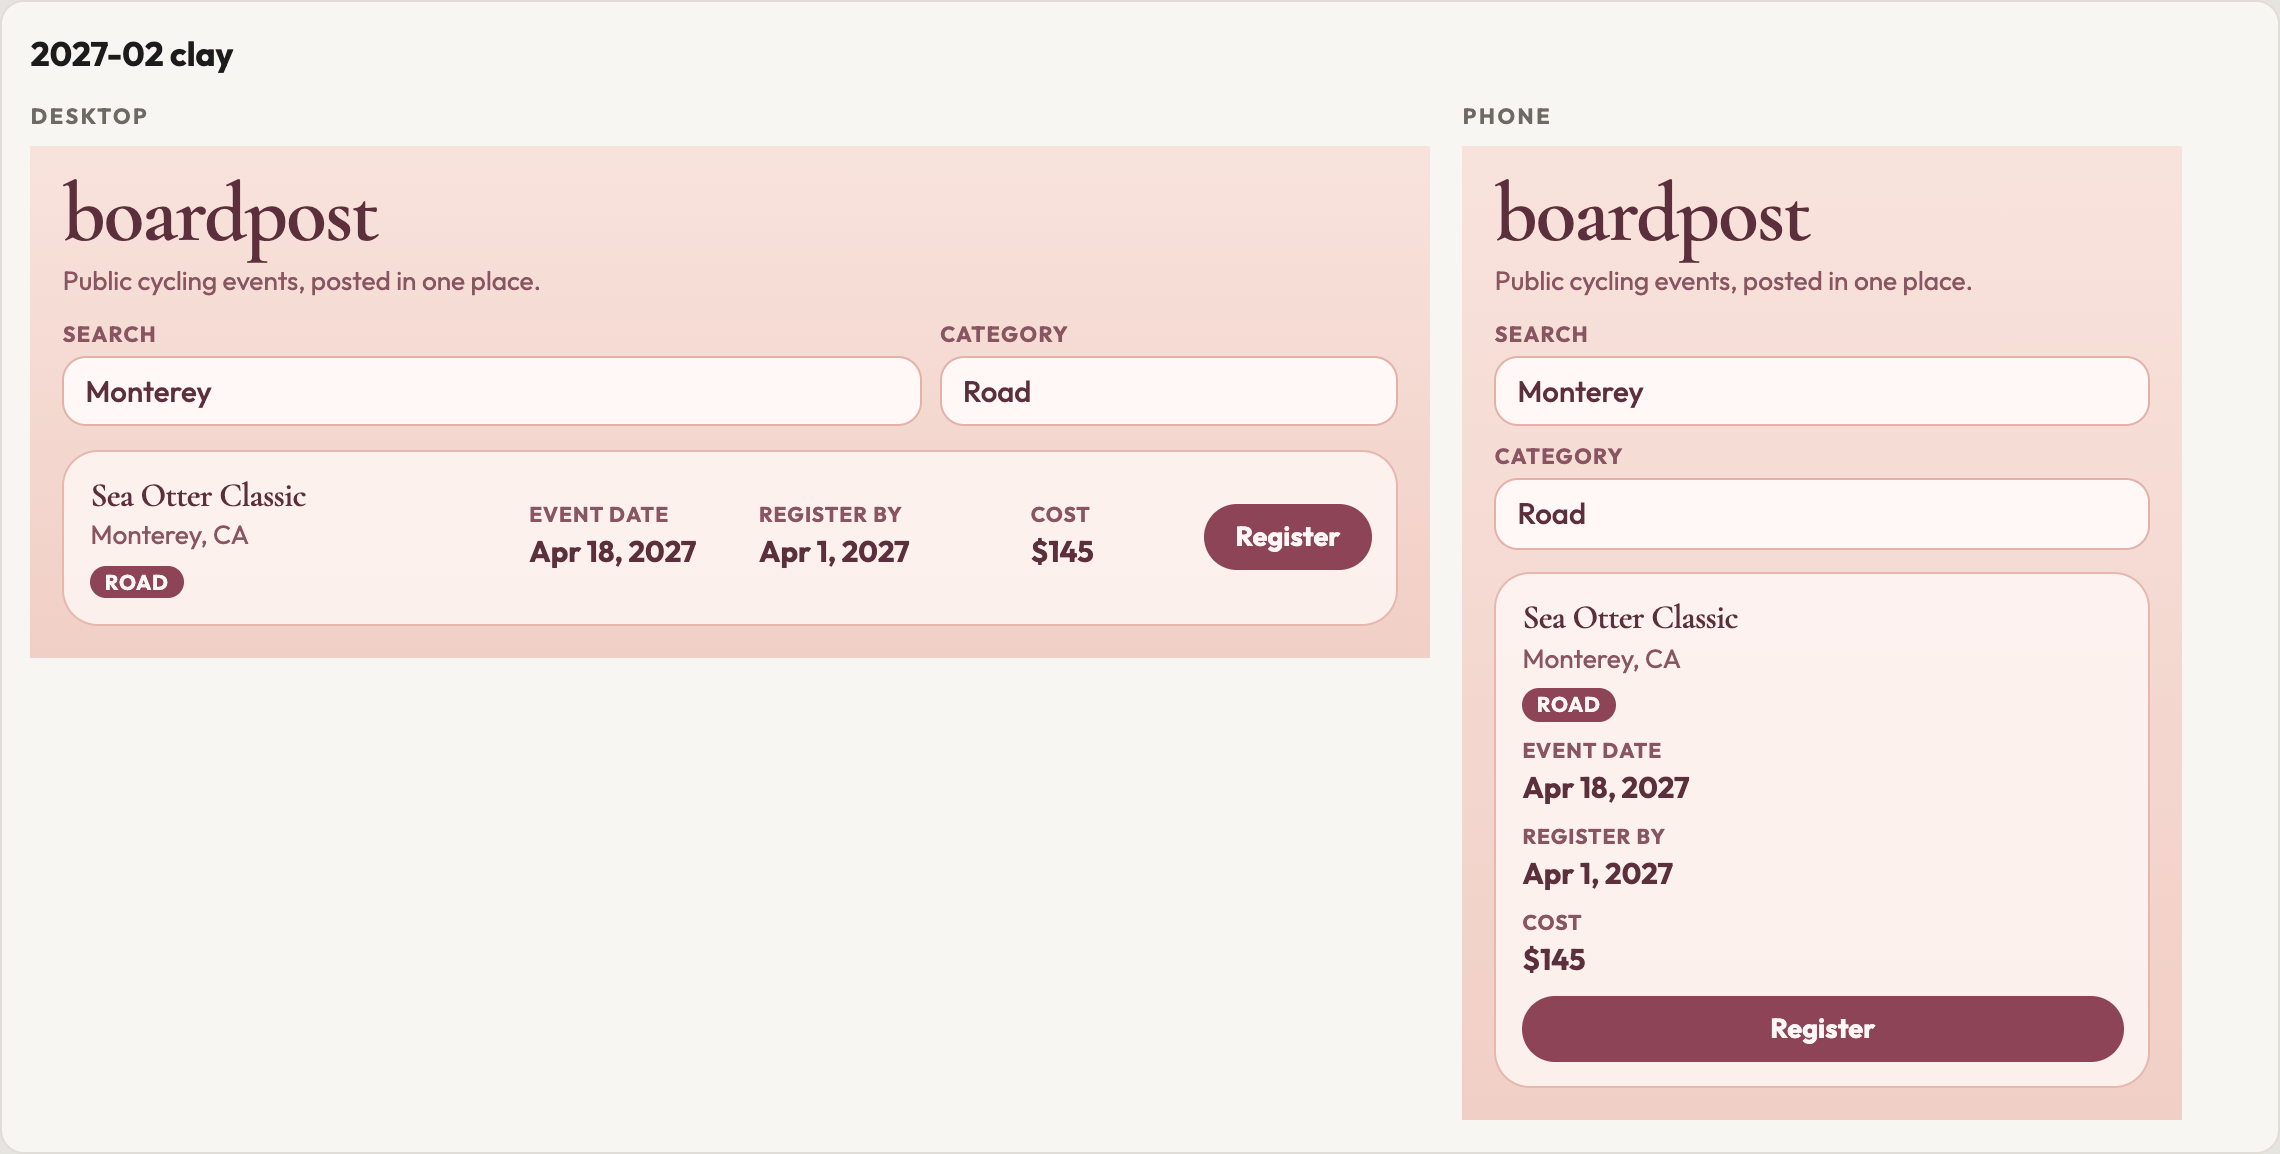 2027-02 clay
DESKTOP
boardpost
Public cycling events, posted in one place.
SEARCH
CATEGORY
Monterey
Road
Sea Otter Classic
Monterey, CA
ROAD
EVENT DATE
Apr 18, 2027
REGISTER BY
Apr 1, 2027
COST
$145
Register
PHONE
boardpost
Public cycling events, posted in one place.
SEARCH
Monterey
CATEGORY
Road
Sea Otter Classic
Monterey, CA
ROAD
EVENT DATE
Apr 18, 2027
REGISTER BY
Apr 1, 2027
COST
$145
Register